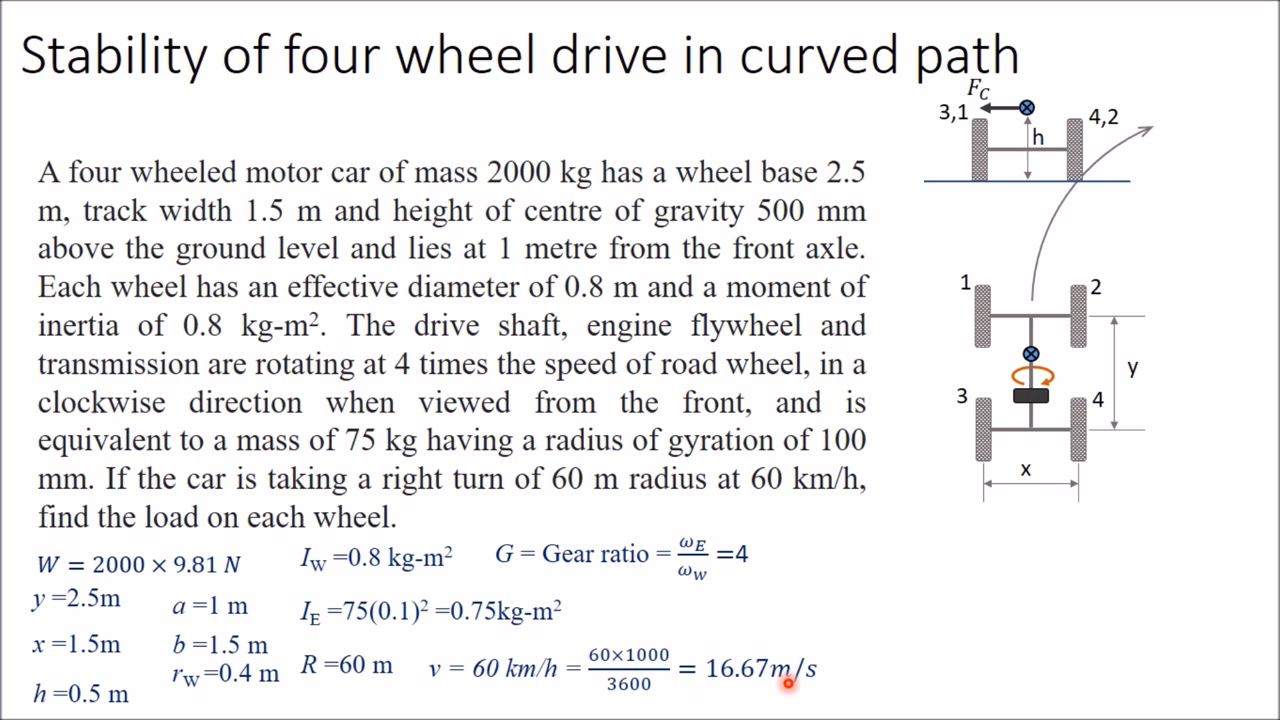 Stability of four wheel drive in curved path
A four wheeled motor car of mass 2000 kg has a wheel base 2.5
m, track width 1.5 m and height of centre of gravity 500 mm
above the ground level and lies at 1 metre from the front axle.
Each wheel has an effective diameter of 0.8 m and a moment of
inertia of 0.8 kg-m². The drive shaft, engine flywheel and
transmission are rotating at 4 times the speed of road wheel, in a
clockwise direction when viewed from the front, and is
equivalent to a mass of 75 kg having a radius of gyration of 100
mm. If the car is taking a right turn of 60 m radius at 60 km/h,
find the load on each wheel.
W = 2000 × 9.81 N
y =2.5m
x =1.5m
h =0.5 m
a =1 m
b =1.5 m
r_W =0.4 m
I_W =0.8 kg-m²
I_E =75(0.1)² =0.75kg-m²
R =60 m
G = Gear ratio = ω_E/ω_W =4
v = 60 km/h = 60×1000/3600 = 16.67m/s
F_C
3,1
4,2
h
1
2
y
3
4
x